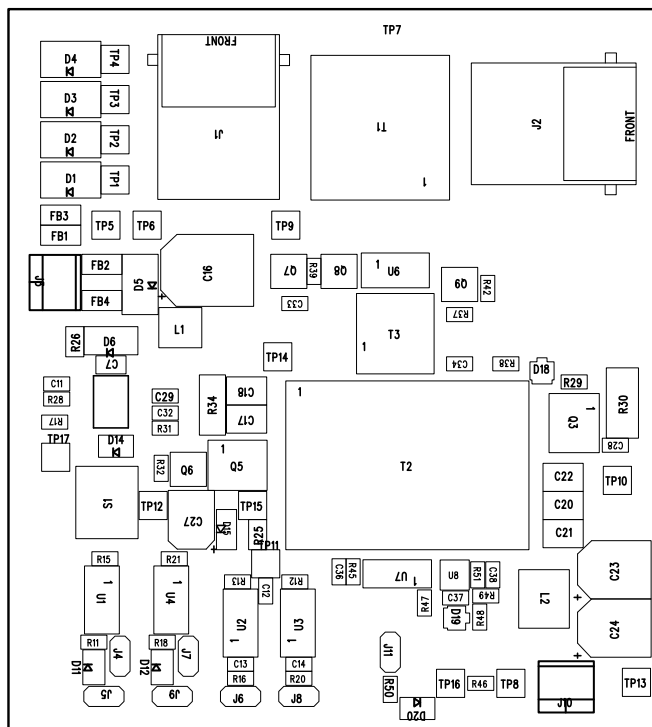 FRONT
TP7
D4
TP4
D3
TP3
D2
TP2
D1
TP1
J1
T1
1
J2
FRONT
FB3
FB1
TP5
TP6
TP9
FB2
FB4
D5
C16
+
L1
Q7
R39
Q8
1
U6
Q9
R42
C33
R37
1
T3
R26
D6
C7
TP14
C34
R38
D18
R29
C11
R28
R17
TP17
C29
C32
R31
R34
C18
C17
1
T2
1
Q3
R30
C28
D14
R32
Q6
1
Q5
C22
TP10
S1
TP12
C27
+
D15
TP15
R25
C20
C21
TP11
R15
R21
R13
C12
R12
C36
R45
U7
1
U8
R51
C38
C23
1
U1
1
U4
U2
1
U3
1
R47
C37
R49
D19
R48
L2
+
C24
+
R11
J4
R18
J7
J11
D11
D12
C13
R16
C14
R20
R50
TP16
R46
TP8
TP13
J5
J9
J6
J8
D20
J10